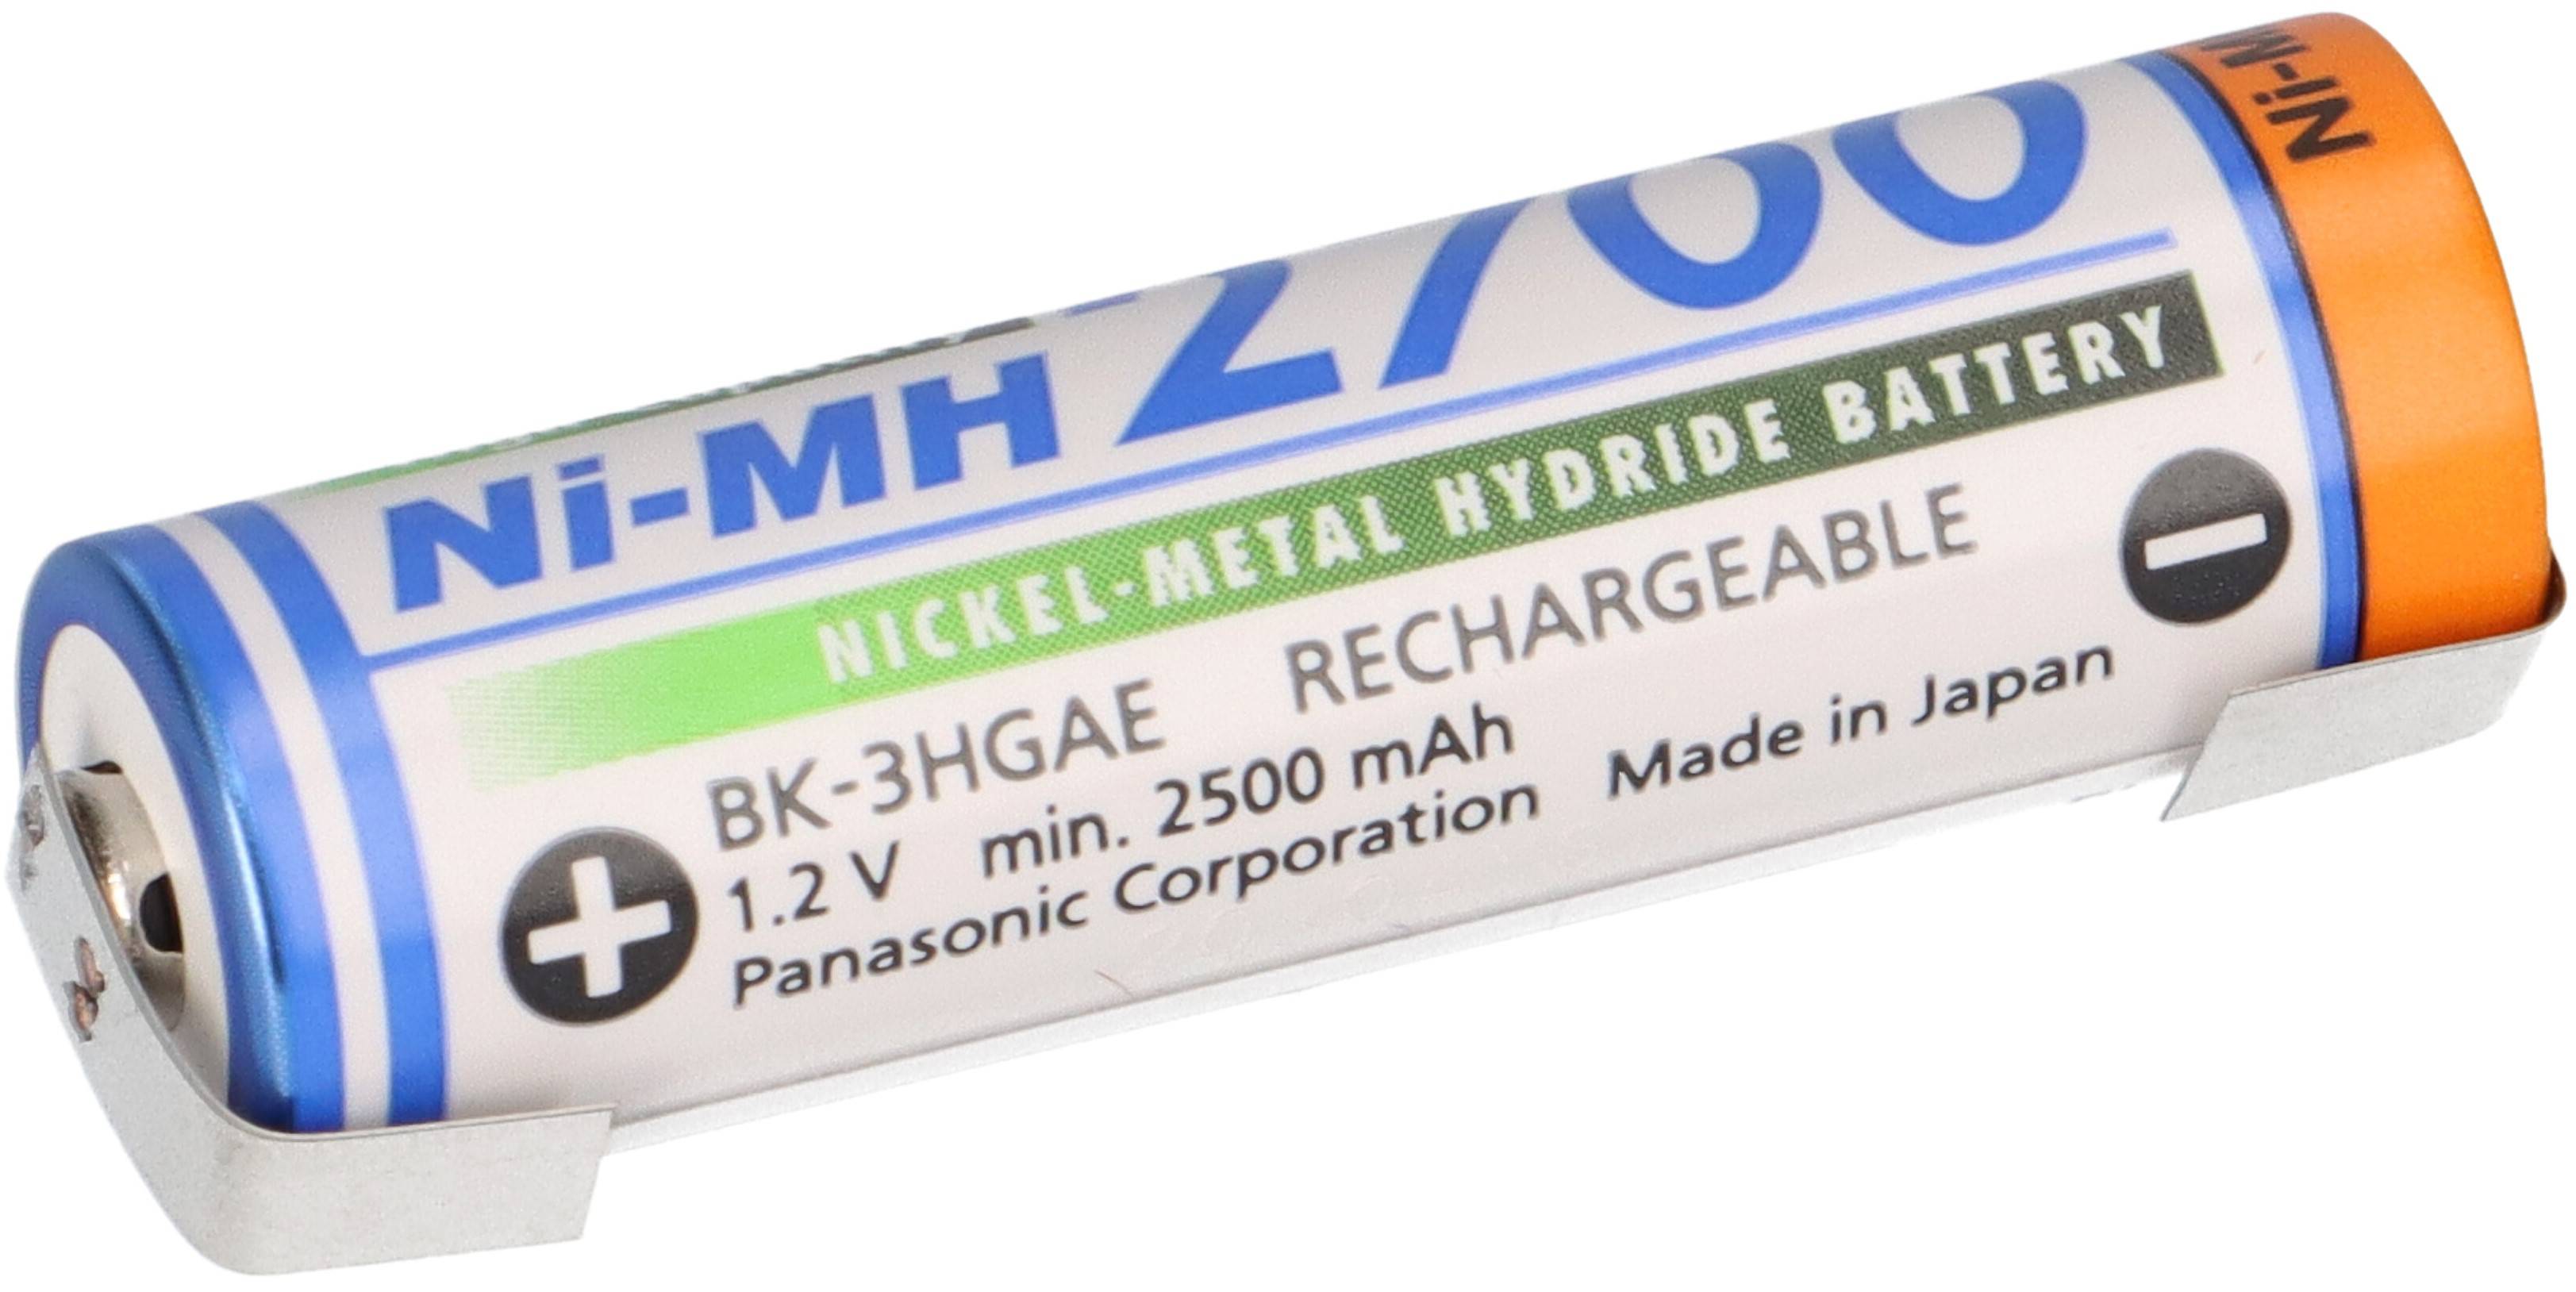 Ni-MH 2700
NICKEL-METAL HYDRIDE BATTERY
BK-3HGAE RECHARGEABLE
1.2 V min. 2500 mAh
Panasonic Corporation Made in Japan
Ni-M